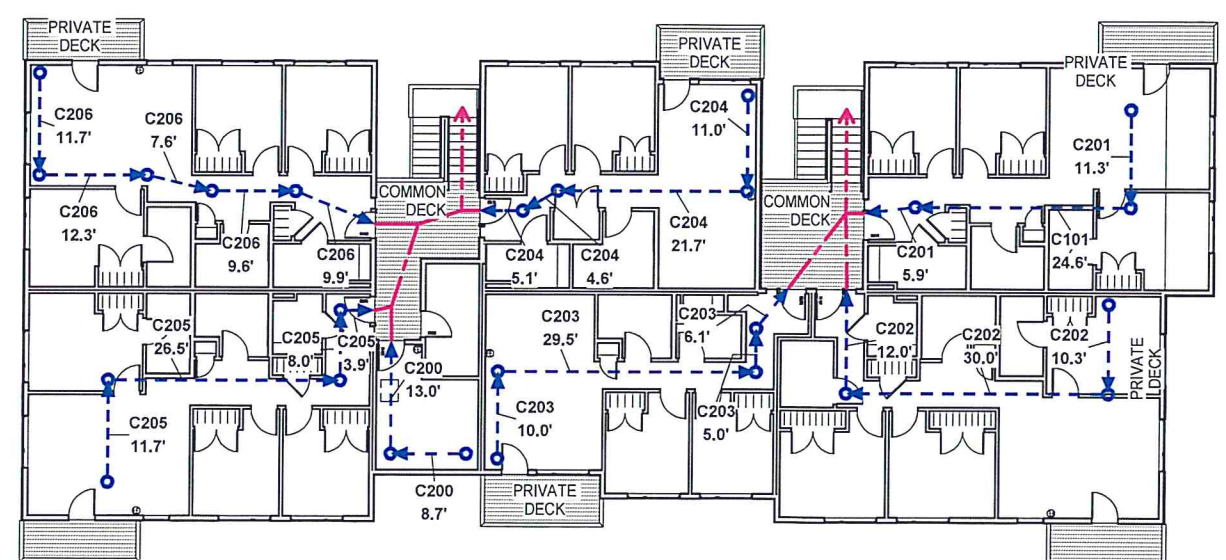 PRIVATE
DECK
C206
11.7'
C206
7.6'
C206
12.3'
C206
9.6'
C206
9.9'
COMMON
DECK
PRIVATE
DECK
C204
11.0'
C204
21.7'
C204
5.1'
C204
4.6'
COMMON
DECK
PRIVATE
DECK
C201
11.3'
C201
5.9'
C101
24.6'
C205
26.5'
C205
8.0'
C205
3.9'
C205
11.7'
C200
13.0'
C200
8.7'
C203
29.5'
C203
6.1'
C203
10.0'
C203
5.0'
PRIVATE
DECK
C202
12.0'
C202
30.0'
C202
10.3'
PRIVATE
DECK